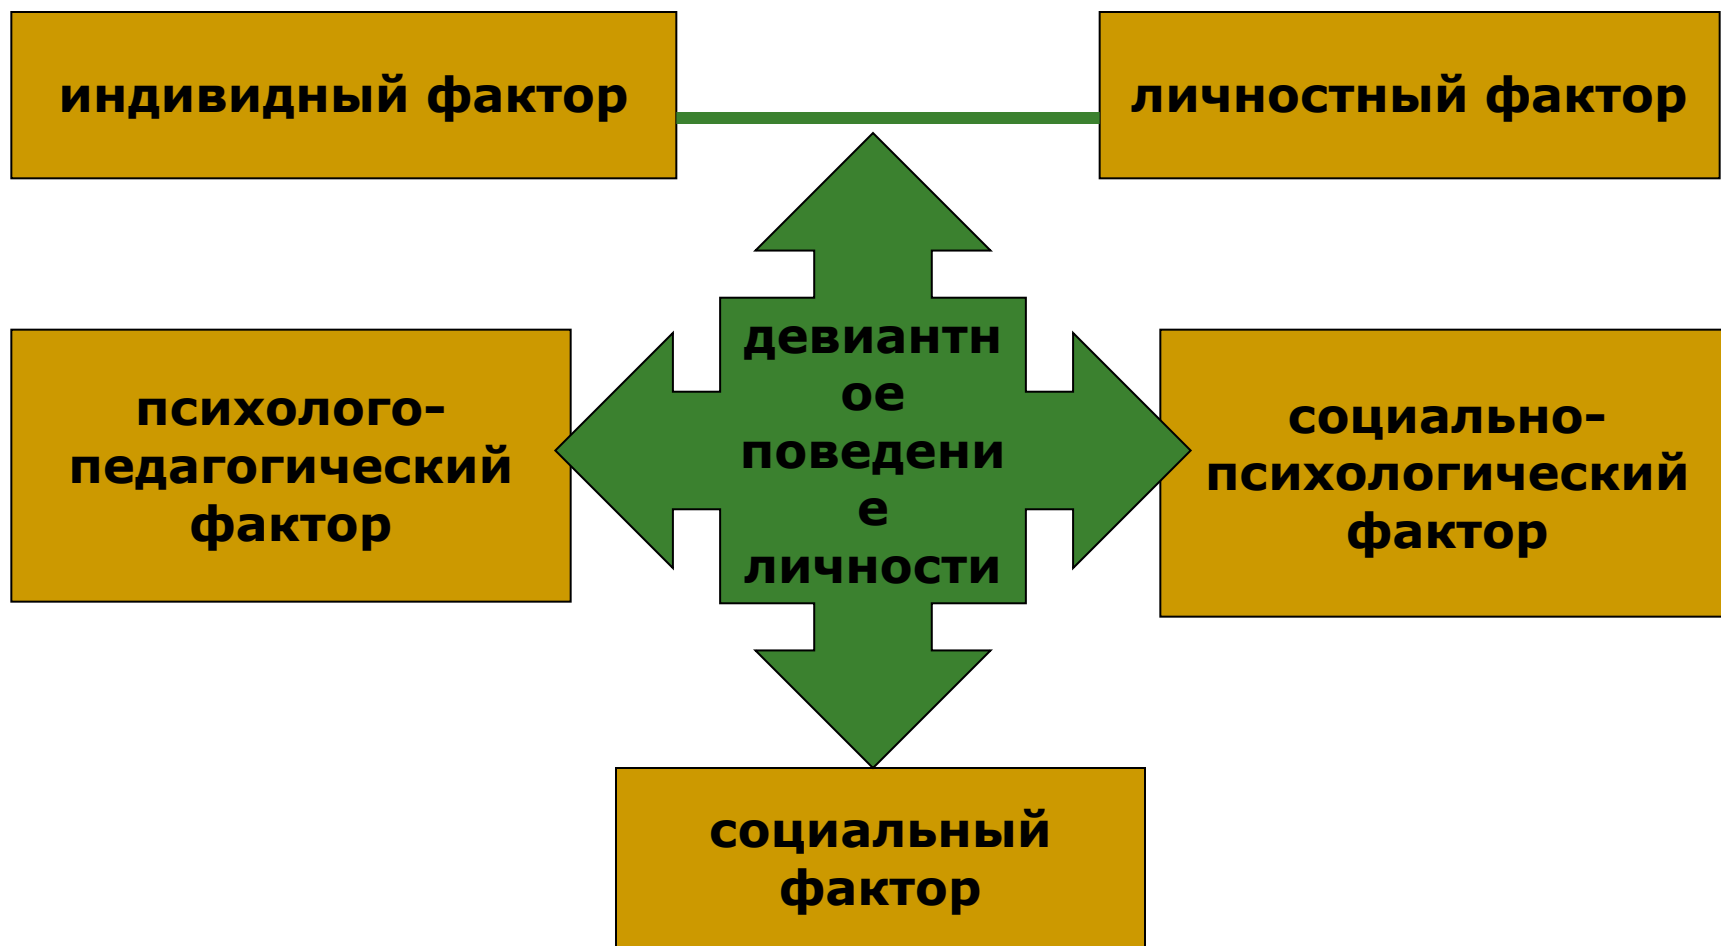 индивидный фактор
личностный фактор
девиантн
ое
поведени
е
личности
психолого-
педагогический
фактор
социально-
психологический
фактор
социальный
фактор